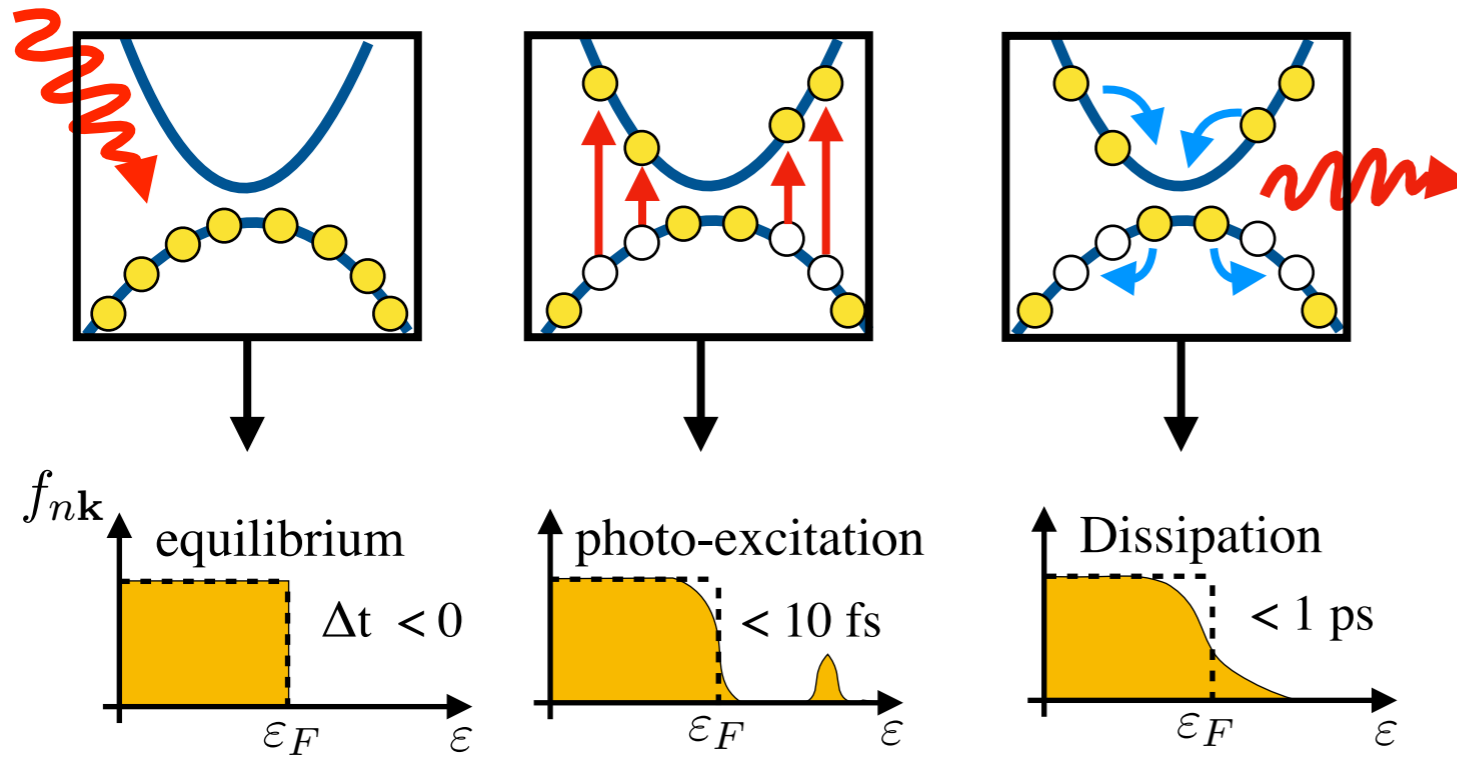 f_{n𝐤}
equilibrium
Δt < 0
ε_F
ε
photo-excitation
< 10 fs
ε_F
ε
Dissipation
< 1 ps
ε_F
ε